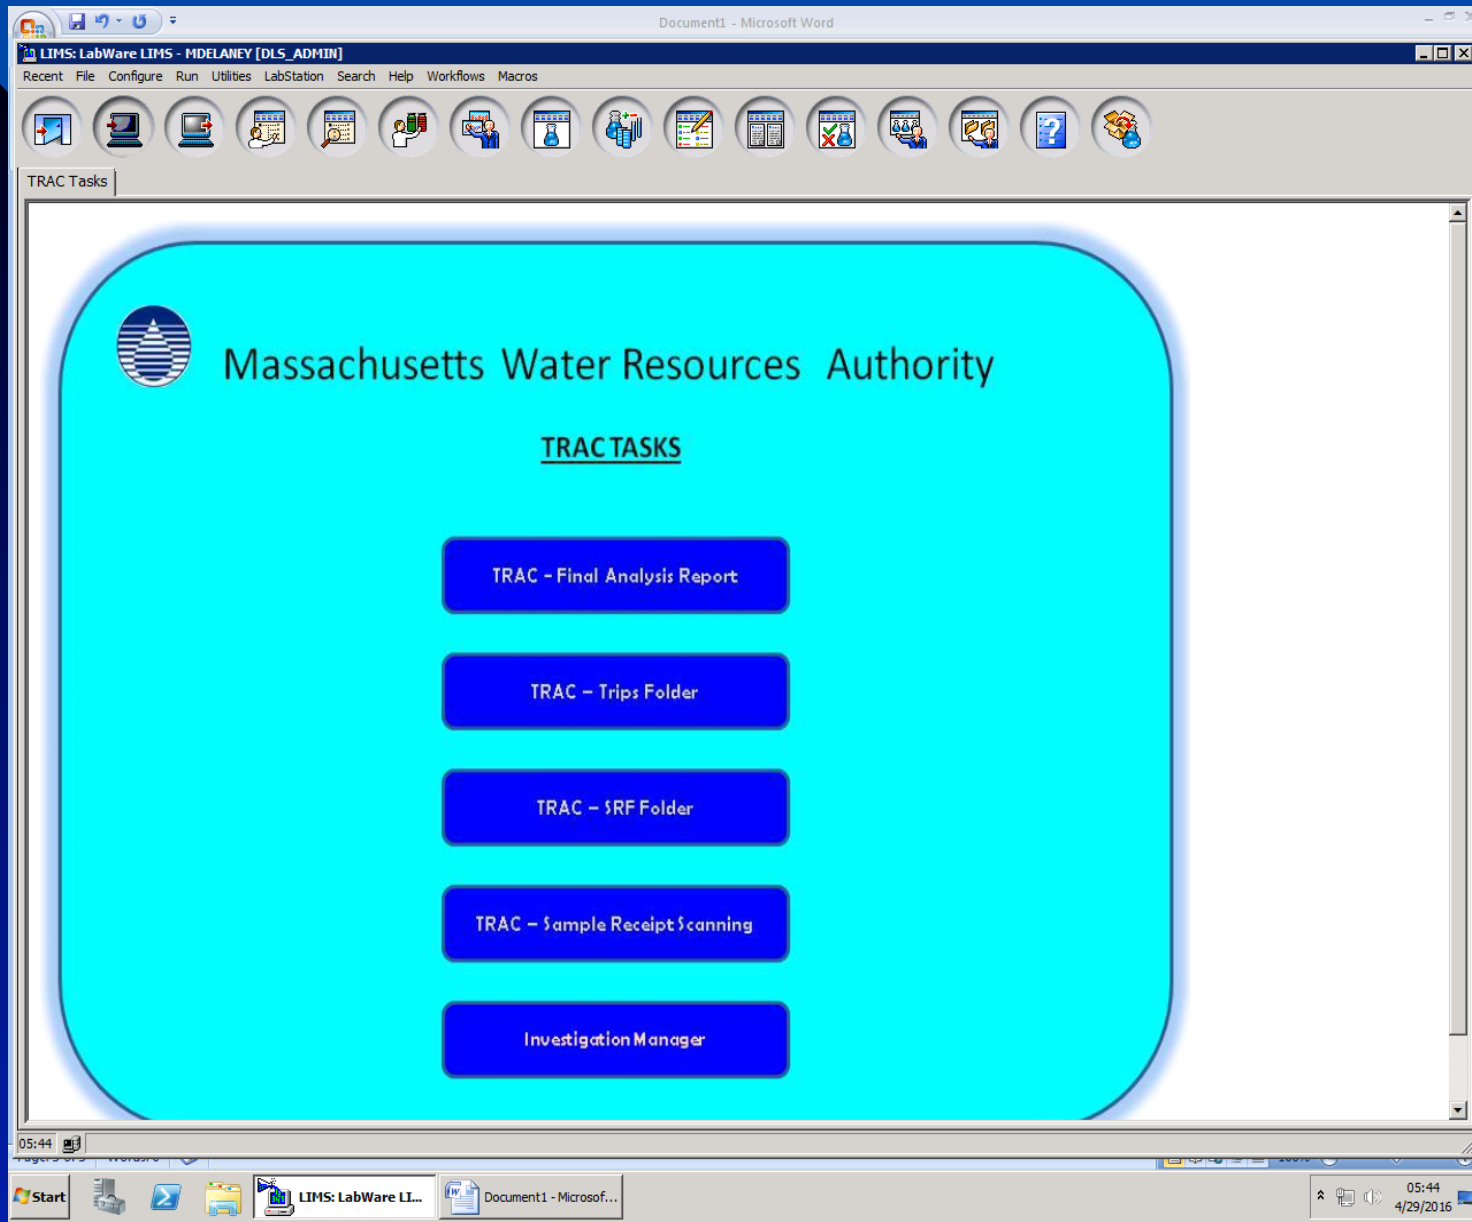 Document1 - Microsoft Word
LIMS: LabWare LIMS - MDELANEY [DLS_ADMIN]
Recent File Configure Run Utilities LabStation Search Help Workflows Macros
TRAC Tasks
Massachusetts Water Resources Authority
TRAC TASKS
TRAC - Final Analysis Report
TRAC – Trips Folder
TRAC – SRF Folder
TRAC – Sample Receipt Scanning
Investigation Manager
05:44
Start
LIMS: LabWare LI...
Document1 - Microsof...
05:44
4/29/2016